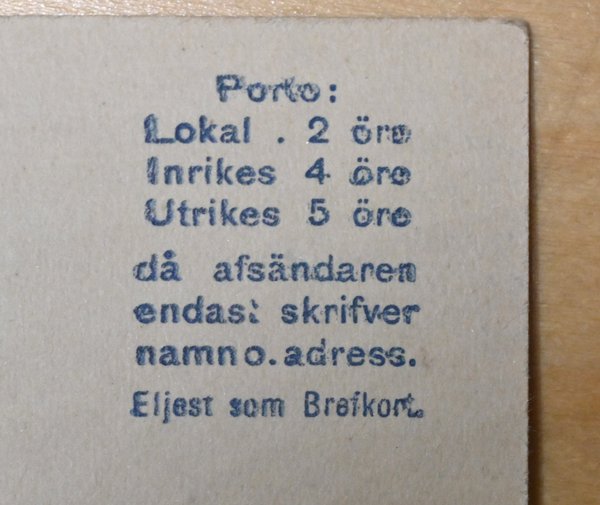 Porto:
Lokal . 2 öre
Inrikes 4 öre
Utrikes 5 öre
då afsändaren
endast skrifver
namn o. adress.
Eljest som Brefkort.